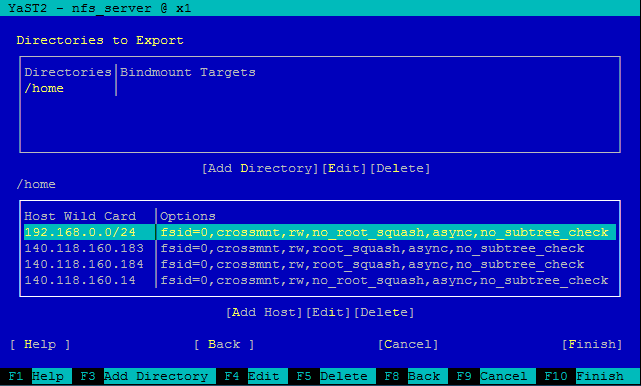 YaST2 - nfs_server @ x1
Directories to Export
Directories|Bindmount Targets
/home
[Add Directory][Edit][Delete]
/home
Host Wild Card |Options
192.168.0.0/24 |fsid=0,crossmnt,rw,no_root_squash,async,no_subtree_check
140.118.160.183 |fsid=0,crossmnt,rw,root_squash,async,no_subtree_check
140.118.160.184 |fsid=0,crossmnt,rw,root_squash,async,no_subtree_check
140.118.160.14 |fsid=0,crossmnt,rw,no_root_squash,async,no_subtree_check
[Add Host][Edit][Delete]
[ Help ] [ Back ] [Cancel] [Finish]
F1 Help F3 Add Directory F4 Edit F5 Delete F8 Back F9 Cancel F10 Finish